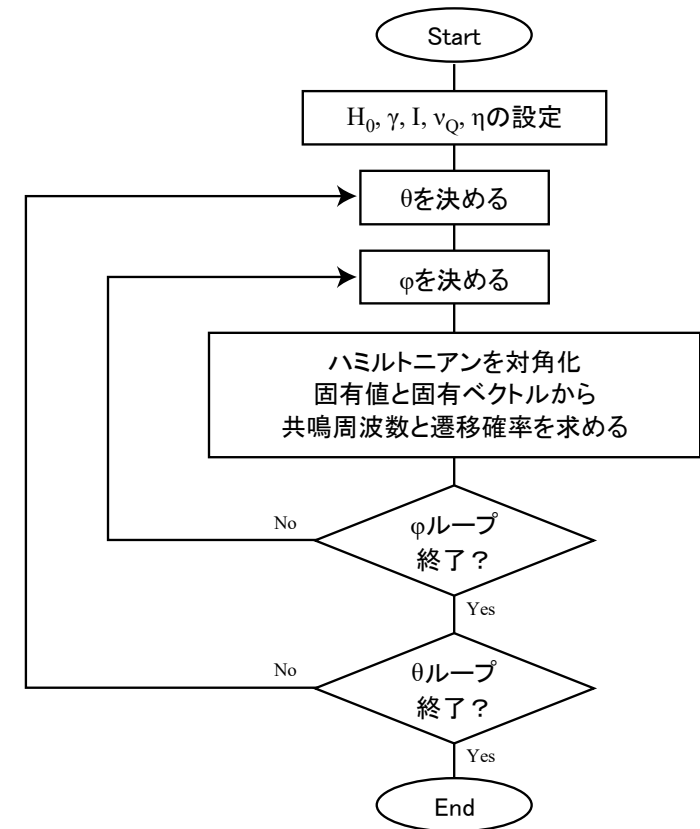 Start
H₀, γ, I, ν_Q, ηの設定
θを決める
φを決める
ハミルトニアンを対角化
固有値と固有ベクトルから
共鳴周波数と遷移確率を求める
No
φループ
終了？
Yes
No
θループ
終了？
Yes
End